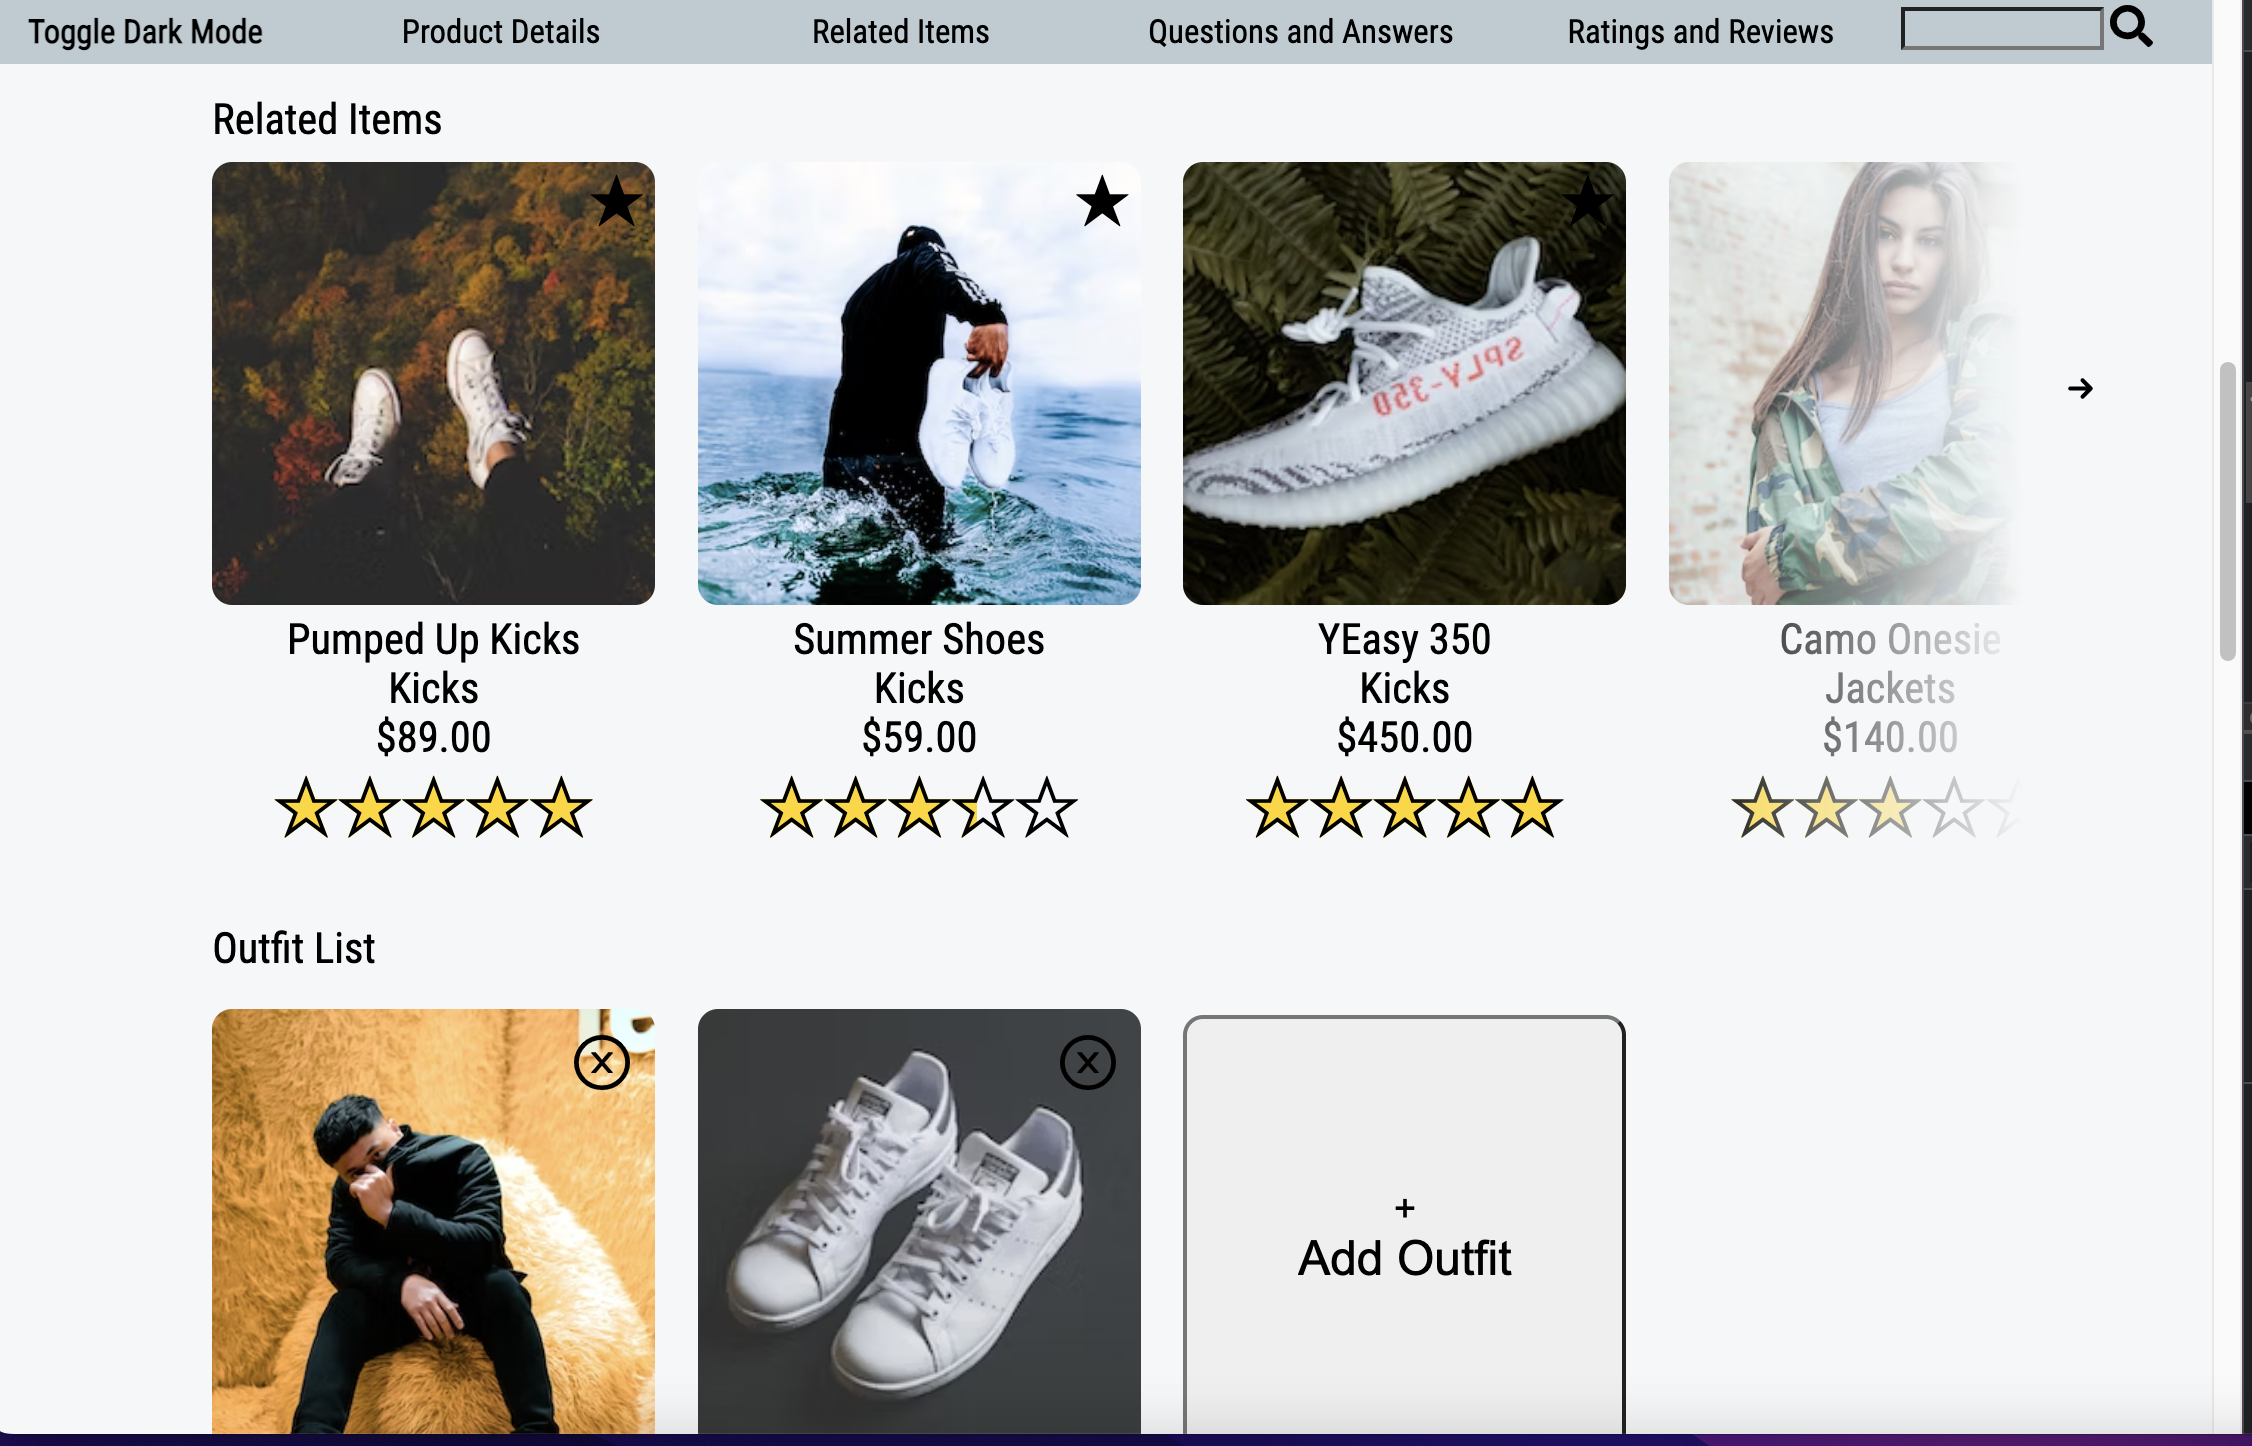 Toggle Dark Mode Product Details Related Items Questions and Answers Ratings and Reviews
Related Items
SPLY-350
Pumped Up Kicks
Kicks
$89.00
Summer Shoes
Kicks
$59.00
YEasy 350
Kicks
$450.00
Camo Onesie
Jackets
$140.00
Outfit List
X
X
+
Add Outfit